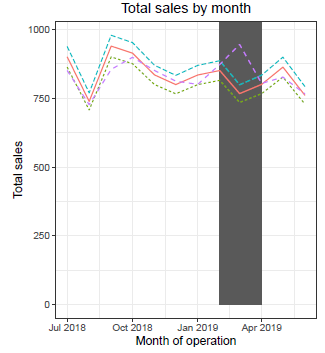 Total sales by month
1000
750
500
250
0
Total sales
Jul 2018 Oct 2018 Jan 2019 Apr 2019
Month of operation